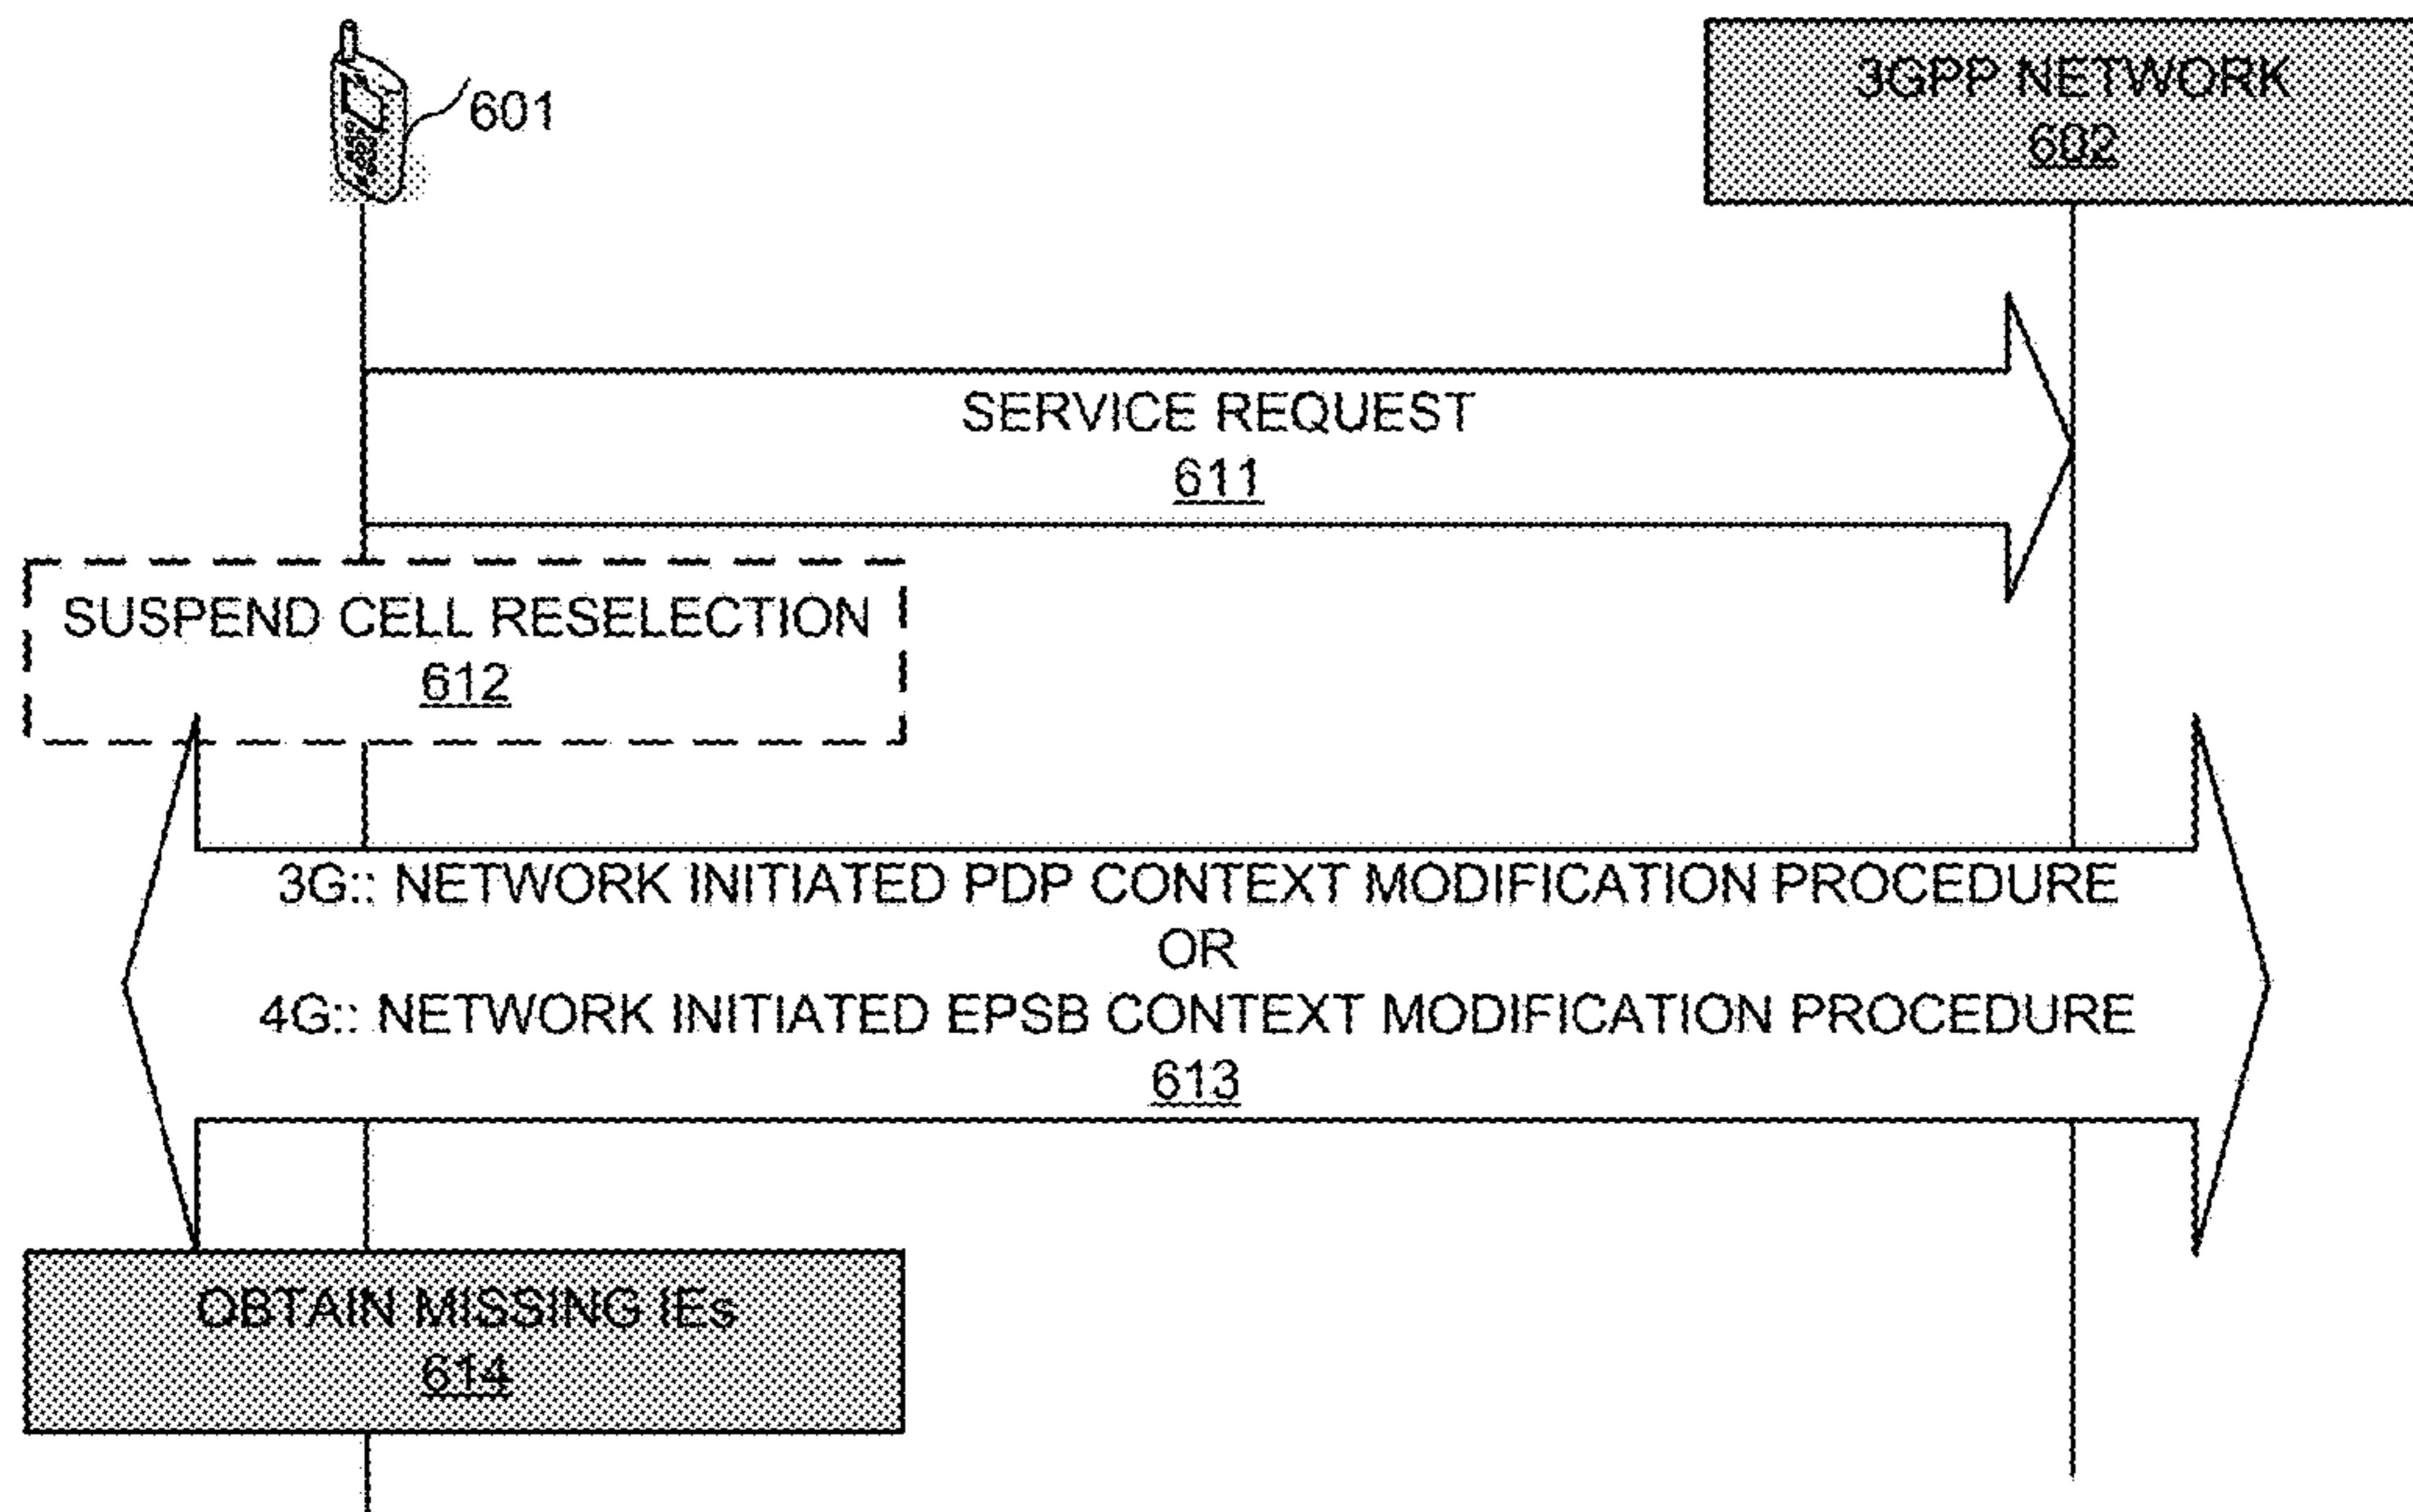 601
3GPP NETWORK
602
SERVICE REQUEST
611
SUSPEND CELL RESELECTION
612
3G:: NETWORK INITIATED PDP CONTEXT MODIFICATION PROCEDURE
OR
4G:: NETWORK INITIATED EPSB CONTEXT MODIFICATION PROCEDURE
613
OBTAIN MISSING IEs
614